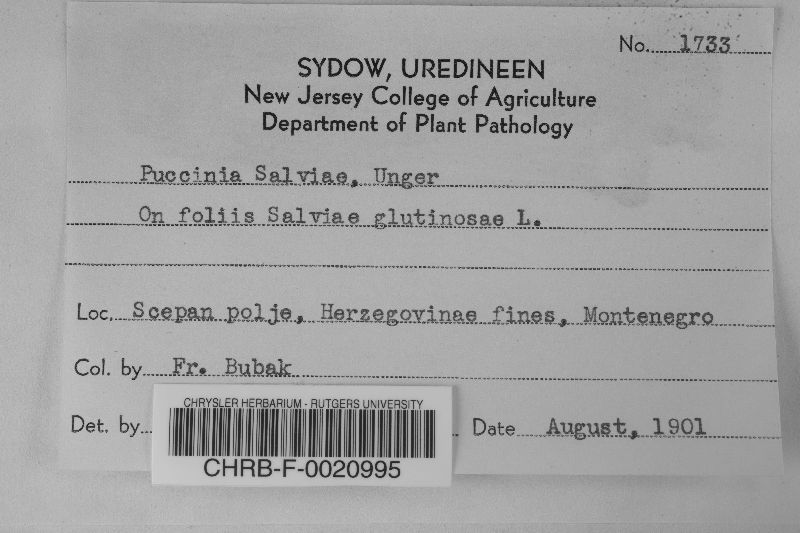 No. 1733
SYDOW, UREDINEEN
New Jersey College of Agriculture
Department of Plant Pathology
Puccinia Salviae, Unger
On foliis Salviae glutinosae L.
Loc. Scepan polje, Herzegovinae fines, Montenegro
Col. by Fr. Bubak
Det. by
Date August, 1901
CHRYSLER HERBARIUM - RUTGERS UNIVERSITY
CHRB-F-0020995